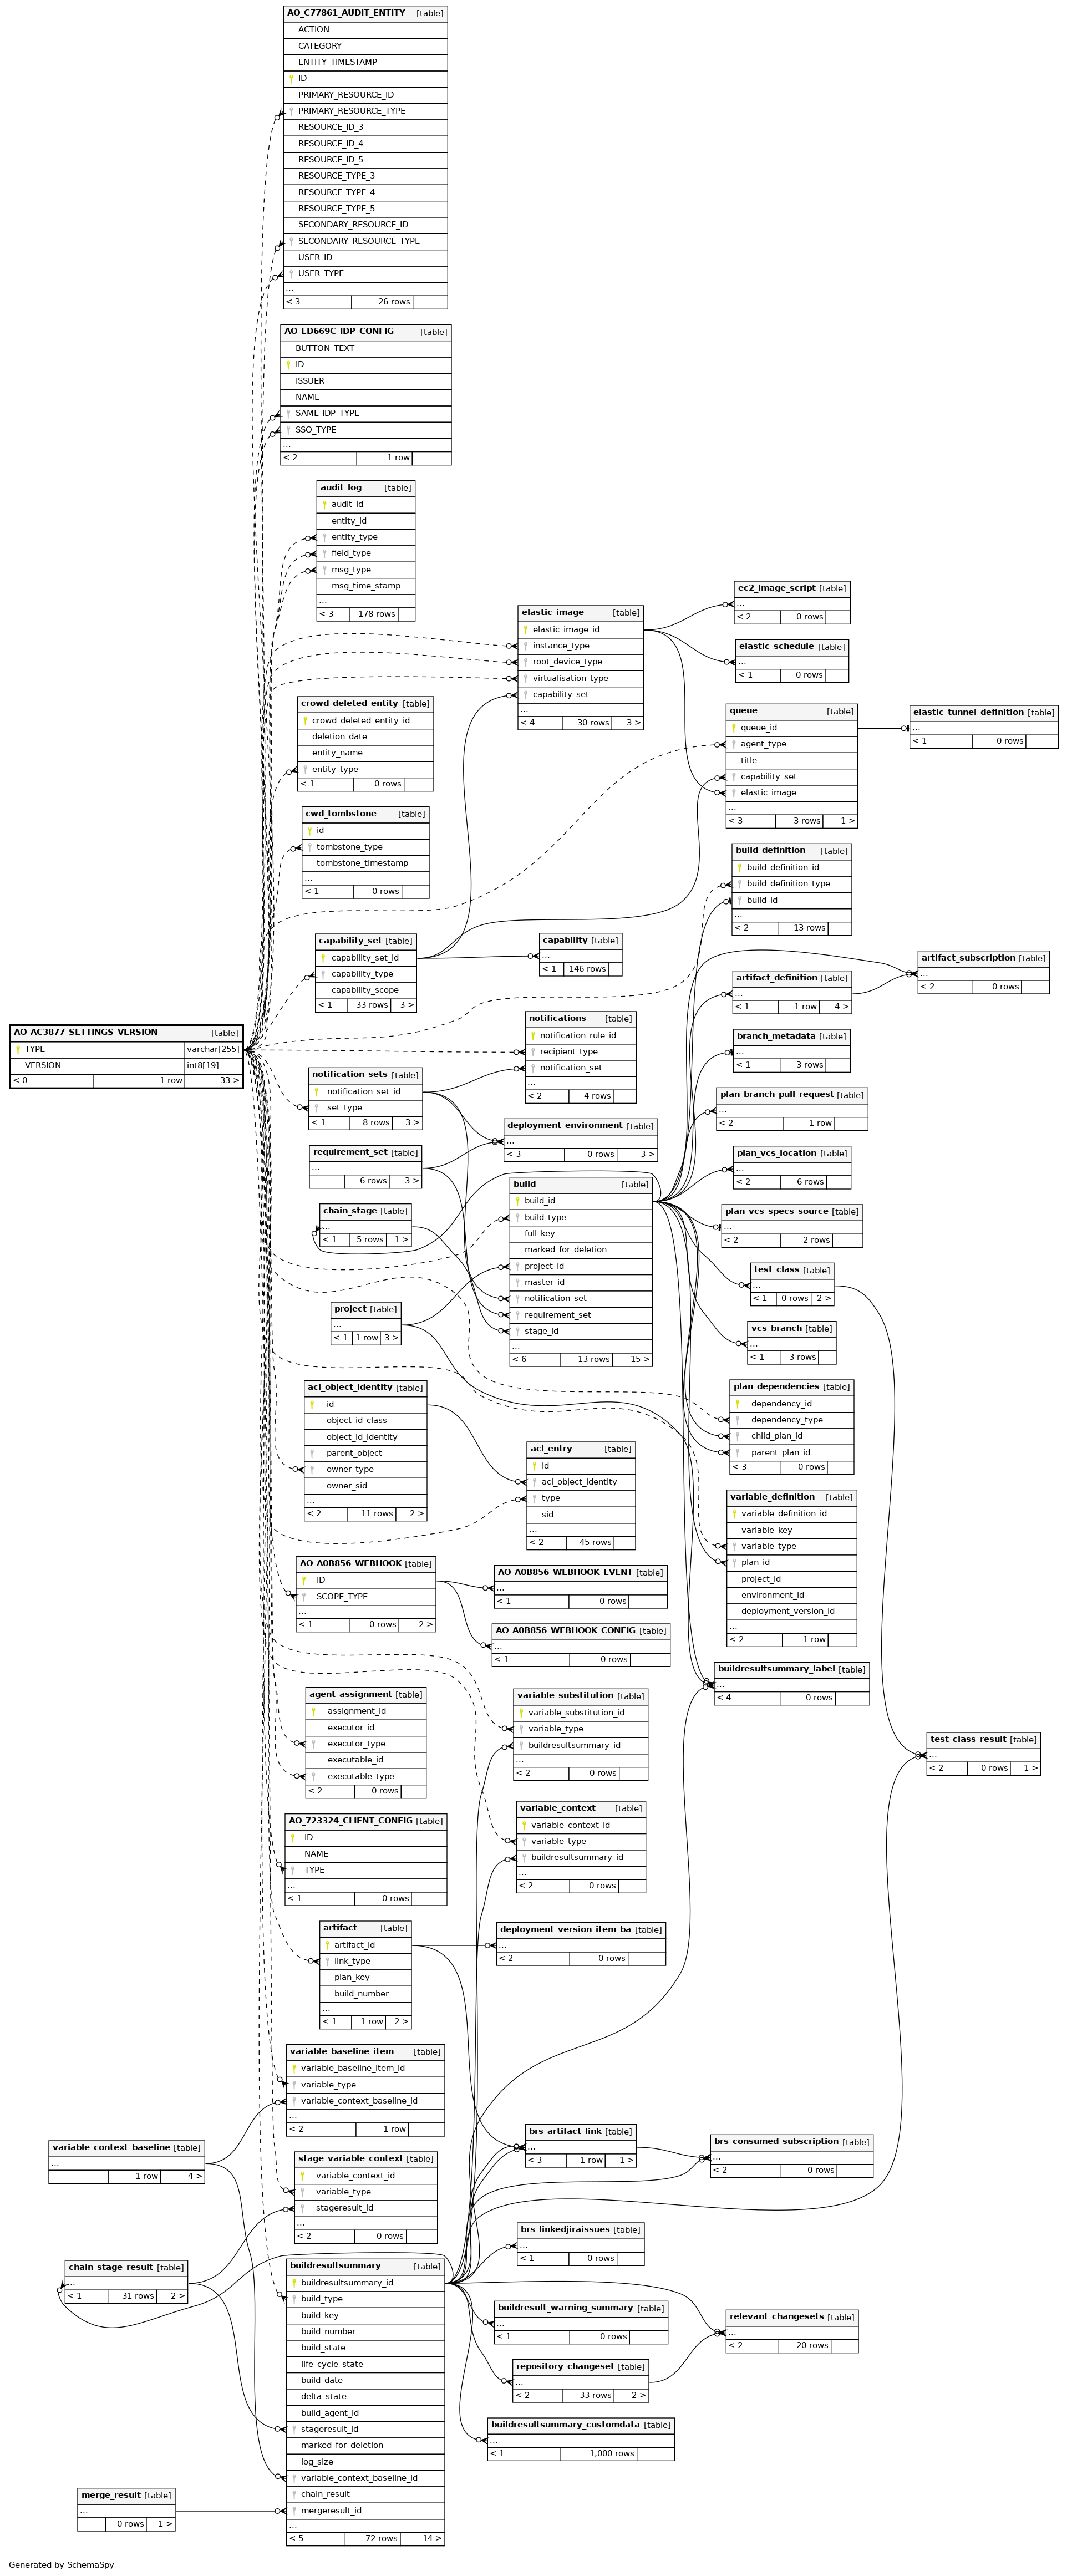 AO_C77861_AUDIT_ENTITY [table]
ACTION
CATEGORY
ENTITY_TIMESTAMP
ID
PRIMARY_RESOURCE_ID
PRIMARY_RESOURCE_TYPE
RESOURCE_ID_3
RESOURCE_ID_4
RESOURCE_ID_5
RESOURCE_TYPE_3
RESOURCE_TYPE_4
RESOURCE_TYPE_5
SECONDARY_RESOURCE_ID
SECONDARY_RESOURCE_TYPE
USER_ID
USER_TYPE
...
< 3 26 rows
AO_ED669C_IDP_CONFIG [table]
BUTTON_TEXT
ID
ISSUER
NAME
SAML_IDP_TYPE
SSO_TYPE
...
< 2 1 row
audit_log [table]
audit_id
entity_id
entity_type
field_type
msg_type
msg_time_stamp
...
< 3 178 rows
elastic_image [table]
elastic_image_id
instance_type
root_device_type
virtualisation_type
capability_set
...
< 4 30 rows 3 >
ec2_image_script [table]
...
< 2 0 rows
elastic_schedule [table]
...
< 1 0 rows
queue [table]
queue_id
agent_type
title
capability_set
elastic_image
...
< 3 3 rows 1 >
elastic_tunnel_definition [table]
...
< 1 0 rows
crowd_deleted_entity [table]
crowd_deleted_entity_id
deletion_date
entity_name
entity_type
< 1 0 rows
cwd_tombstone [table]
id
tombstone_type
tombstone_timestamp
...
< 1 0 rows
build_definition [table]
build_definition_id
build_definition_type
build_id
...
< 2 13 rows
capability_set [table]
capability_set_id
capability_type
capability_scope
< 1 33 rows 3 >
capability [table]
...
< 1 146 rows
artifact_subscription [table]
...
< 2 0 rows
artifact_definition [table]
...
< 1 1 row 4 >
AO_AC3877_SETTINGS_VERSION [table]
TYPE varchar[255]
VERSION int8[19]
< 0 1 row 33 >
notifications [table]
notification_rule_id
recipient_type
notification_set
...
< 2 4 rows
branch_metadata [table]
...
< 1 3 rows
notification_sets [table]
notification_set_id
set_type
< 1 8 rows 3 >
plan_branch_pull_request [table]
...
< 2 1 row
deployment_environment [table]
...
< 3 0 rows 3 >
requirement_set [table]
...
6 rows 3 >
plan_vcs_location [table]
...
< 2 6 rows
build [table]
build_id
build_type
full_key
marked_for_deletion
project_id
master_id
notification_set
requirement_set
stage_id
...
< 6 13 rows 15 >
chain_stage [table]
...
< 1 5 rows 1 >
plan_vcs_specs_source [table]
...
< 2 2 rows
test_class [table]
...
< 1 0 rows 2 >
project [table]
...
< 1 1 row 3 >
vcs_branch [table]
...
< 1 3 rows
acl_object_identity [table]
id
object_id_class
object_id_identity
parent_object
owner_type
owner_sid
...
< 2 11 rows 2 >
plan_dependencies [table]
dependency_id
dependency_type
child_plan_id
parent_plan_id
< 3 0 rows
acl_entry [table]
id
acl_object_identity
type
sid
...
< 2 45 rows
variable_definition [table]
variable_definition_id
variable_key
variable_type
plan_id
project_id
environment_id
deployment_version_id
...
< 2 1 row
AO_A0B856_WEBHOOK [table]
ID
SCOPE_TYPE
...
< 1 0 rows 2 >
AO_A0B856_WEBHOOK_EVENT [table]
...
< 1 0 rows
AO_A0B856_WEBHOOK_CONFIG [table]
...
< 1 0 rows
buildresultsummary_label [table]
...
< 4 0 rows
agent_assignment [table]
assignment_id
executor_id
executor_type
executable_id
executable_type
< 2 0 rows
variable_substitution [table]
variable_substitution_id
variable_type
buildresultsummary_id
...
< 2 0 rows
test_class_result [table]
...
< 2 0 rows 1 >
variable_context [table]
variable_context_id
variable_type
buildresultsummary_id
...
< 2 0 rows
AO_723324_CLIENT_CONFIG [table]
ID
NAME
TYPE
...
< 1 0 rows
artifact [table]
artifact_id
link_type
plan_key
build_number
...
< 1 1 row 2 >
deployment_version_item_ba [table]
...
< 2 0 rows
variable_baseline_item [table]
variable_baseline_item_id
variable_type
variable_context_baseline_id
...
< 2 1 row
variable_context_baseline [table]
...
1 row 4 >
brs_artifact_link [table]
...
< 3 1 row 1 >
brs_consumed_subscription [table]
...
< 2 0 rows
stage_variable_context [table]
variable_context_id
variable_type
stageresult_id
...
< 2 0 rows
brs_linkedjiraissues [table]
...
< 1 0 rows
chain_stage_result [table]
...
< 1 31 rows 2 >
buildresultsummary [table]
buildresultsummary_id
build_type
build_key
build_number
build_state
life_cycle_state
build_date
delta_state
build_agent_id
stageresult_id
marked_for_deletion
log_size
variable_context_baseline_id
chain_result
mergeresult_id
...
< 5 72 rows 14 >
buildresult_warning_summary [table]
...
< 1 0 rows
relevant_changesets [table]
...
< 2 20 rows
repository_changeset [table]
...
< 2 33 rows 2 >
buildresultsummary_customdata [table]
...
< 1 1,000 rows
merge_result [table]
...
0 rows 1 >
Generated by SchemaSpy